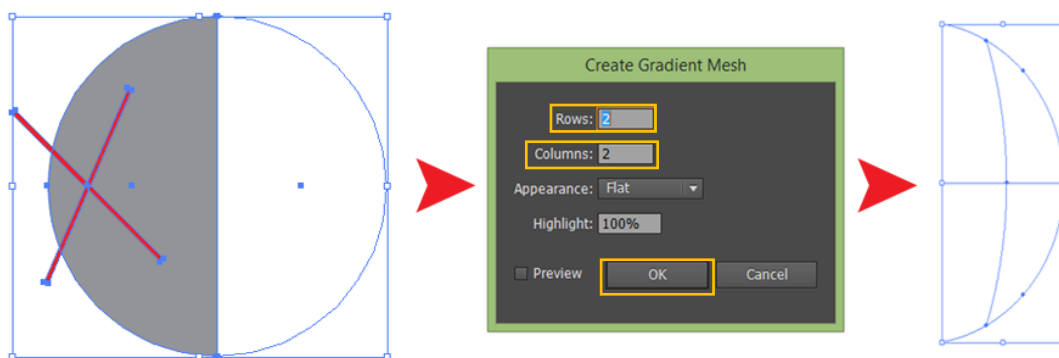 Create Gradient Mesh
Rows: 2
Columns: 2
Appearance: Flat
Highlight: 100%
Preview OK Cancel